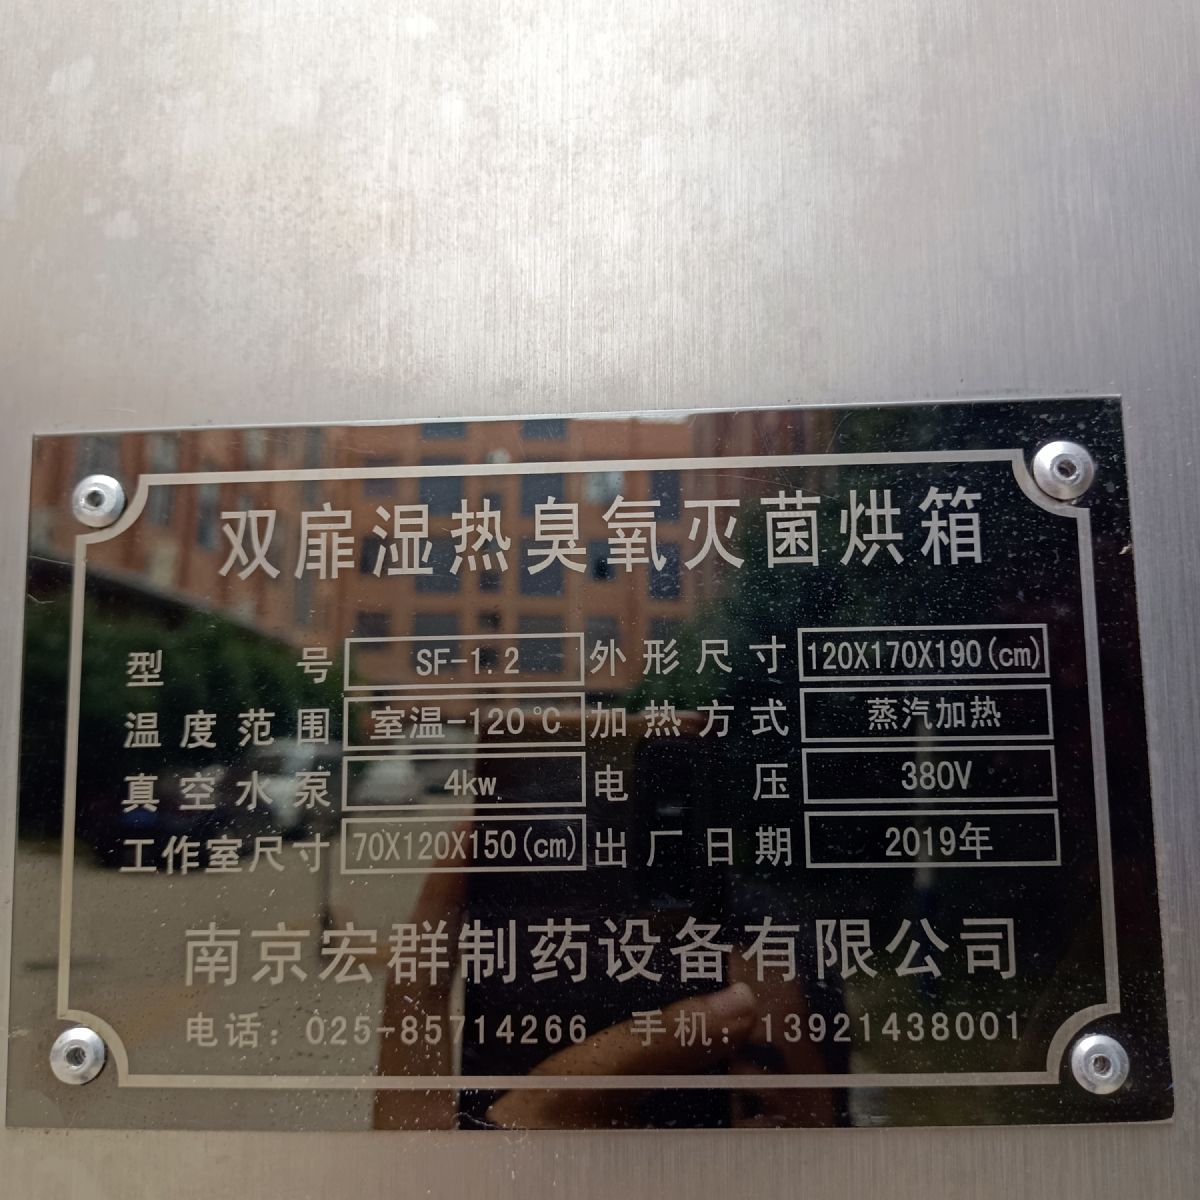 双扉湿热臭氧灭菌烘箱
型号 SF-1.2 外形尺寸 120X170X190(cm)
温度范围 室温-120℃ 加热方式 蒸汽加热
真空水泵 4kw 电压 380V
工作室尺寸 70X120X150(cm) 出厂日期 2019年
南京宏群制药设备有限公司
电话：025-85714266 手机：13921438001